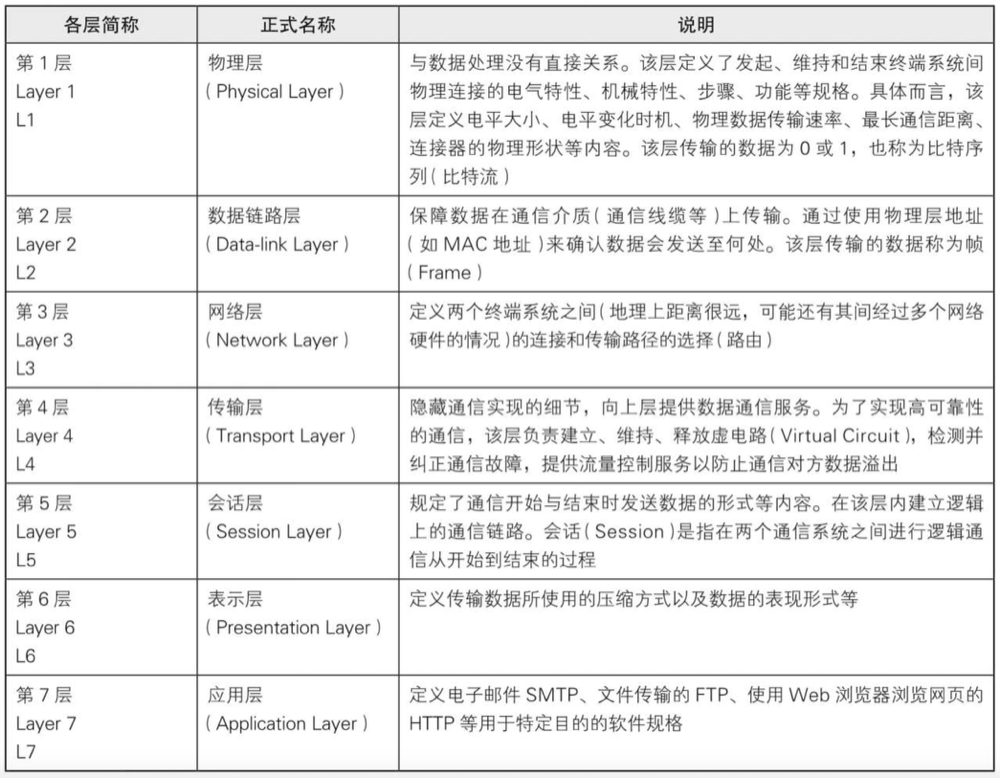 各层简称
正式名称
说明
第 1 层
Layer 1
L1
物理层
( Physical Layer )
与数据处理没有直接关系。该层定义了发起、维持和结束终端系统间
物理连接的电气特性、机械特性、步骤、功能等规格。具体而言，该
层定义电平大小、电平变化时机、物理数据传输速率、最长通信距离、
连接器的物理形状等内容。该层传输的数据为 0 或 1，也称为比特序
列( 比特流 )
第 2 层
Layer 2
L2
数据链路层
( Data-link Layer )
保障数据在通信介质( 通信线缆等 )上传输。通过使用物理层地址
( 如 MAC 地址 )来确认数据会发送至何处。该层传输的数据称为帧
( Frame )
第 3 层
Layer 3
L3
网络层
( Network Layer )
定义两个终端系统之间( 地理上距离很远，可能还有其间经过多个网络
硬件的情况 )的连接和传输路径的选择( 路由 )
第 4 层
Layer 4
L4
传输层
( Transport Layer )
隐藏通信实现的细节，向上层提供数据通信服务。为了实现高可靠性
的通信，该层负责建立、维持、释放虚电路( Virtual Circuit )，检测并
纠正通信故障，提供流量控制服务以防止通信对方数据溢出
第 5 层
Layer 5
L5
会话层
( Session Layer )
规定了通信开始与结束时发送数据的形式等内容。在该层内建立逻辑
上的通信链路。会话( Session )是指在两个通信系统之间进行逻辑通
信从开始到结束的过程
第 6 层
Layer 6
L6
表示层
( Presentation Layer )
定义传输数据所使用的压缩方式以及数据的表现形式等
第 7 层
Layer 7
L7
应用层
( Application Layer )
定义电子邮件 SMTP、文件传输的 FTP、使用 Web 浏览器浏览网页的
HTTP 等用于特定目的的软件规格